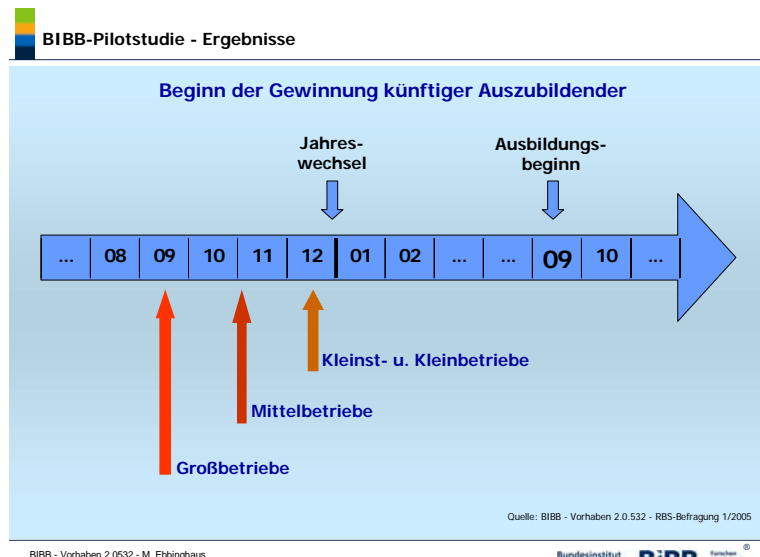 BIBB-Pilotstudie - Ergebnisse
Beginn der Gewinnung künftiger Auszubildender
Jahres-
wechsel
Ausbildungs-
beginn
... 08 09 10 11 12 01 02 ... ... 09 10 ...
Kleinst- u. Kleinbetriebe
Mittelbetriebe
Großbetriebe
Quelle: BIBB - Vorhaben 2.0.532 - RBS-Befragung 1/2005
BIBB - Vorhaben 2.0532 - M. Ebbinghaus
Bundesinstitut
BiBB
Forschen
®